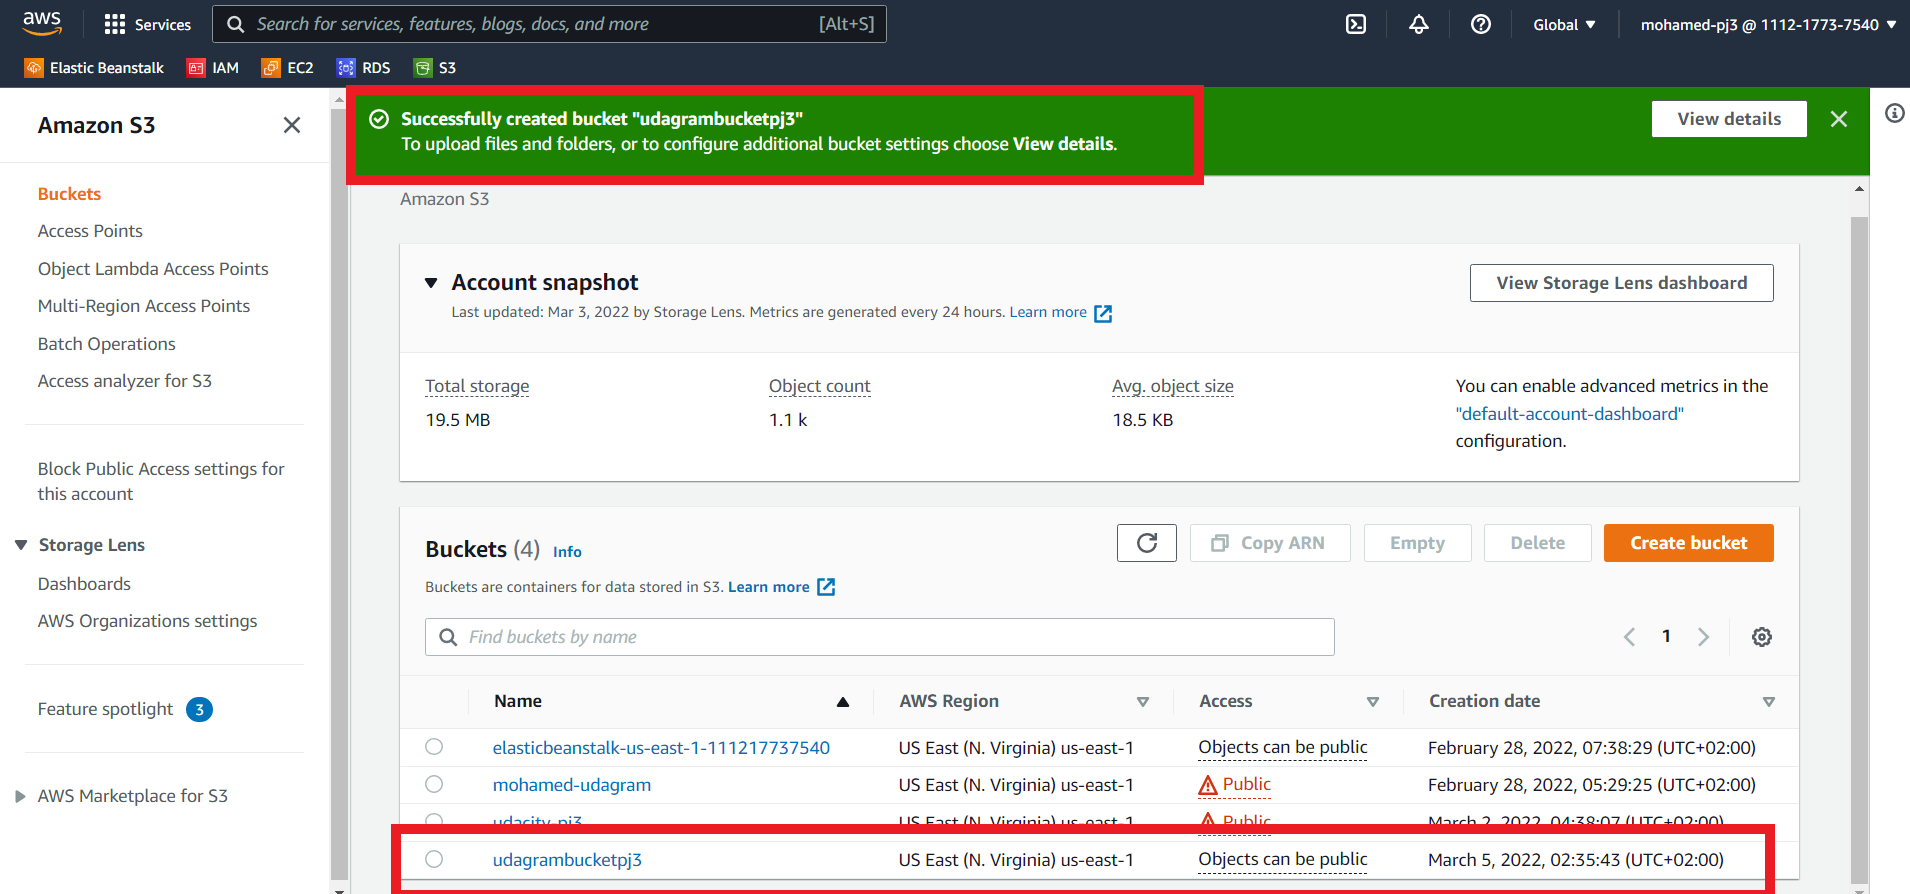 aws
Services
Search for services, features, blogs, docs, and more
[Alt+S]
Global
mohamed-pj3 @ 1112-1773-7540
Elastic Beanstalk
IAM
EC2
RDS
S3
Amazon S3
Buckets
Access Points
Object Lambda Access Points
Multi-Region Access Points
Batch Operations
Access analyzer for S3
Block Public Access settings for
this account
Storage Lens
Dashboards
AWS Organizations settings
Feature spotlight 3
AWS Marketplace for S3
Successfully created bucket "udagrambucketpj3"
To upload files and folders, or to configure additional bucket settings choose View details.
View details
Amazon S3
Account snapshot
Last updated: Mar 3, 2022 by Storage Lens. Metrics are generated every 24 hours. Learn more
View Storage Lens dashboard
Total storage
19.5 MB
Object count
1.1 k
Avg. object size
18.5 KB
You can enable advanced metrics in the
"default-account-dashboard"
configuration.
Buckets (4) Info
Buckets are containers for data stored in S3. Learn more
Copy ARN
Empty
Delete
Create bucket
Find buckets by name
1
Name AWS Region Access Creation date
elasticbeanstalk-us-east-1-111217737540 US East (N. Virginia) us-east-1 Objects can be public February 28, 2022, 07:38:29 (UTC+02:00)
mohamed-udagram US East (N. Virginia) us-east-1 Public February 28, 2022, 05:29:25 (UTC+02:00)
udacity-pj3 US East (N. Virginia) us-east-1 Public March 2, 2022, 04:38:07 (UTC+02:00)
udagrambucketpj3 US East (N. Virginia) us-east-1 Objects can be public March 5, 2022, 02:35:43 (UTC+02:00)